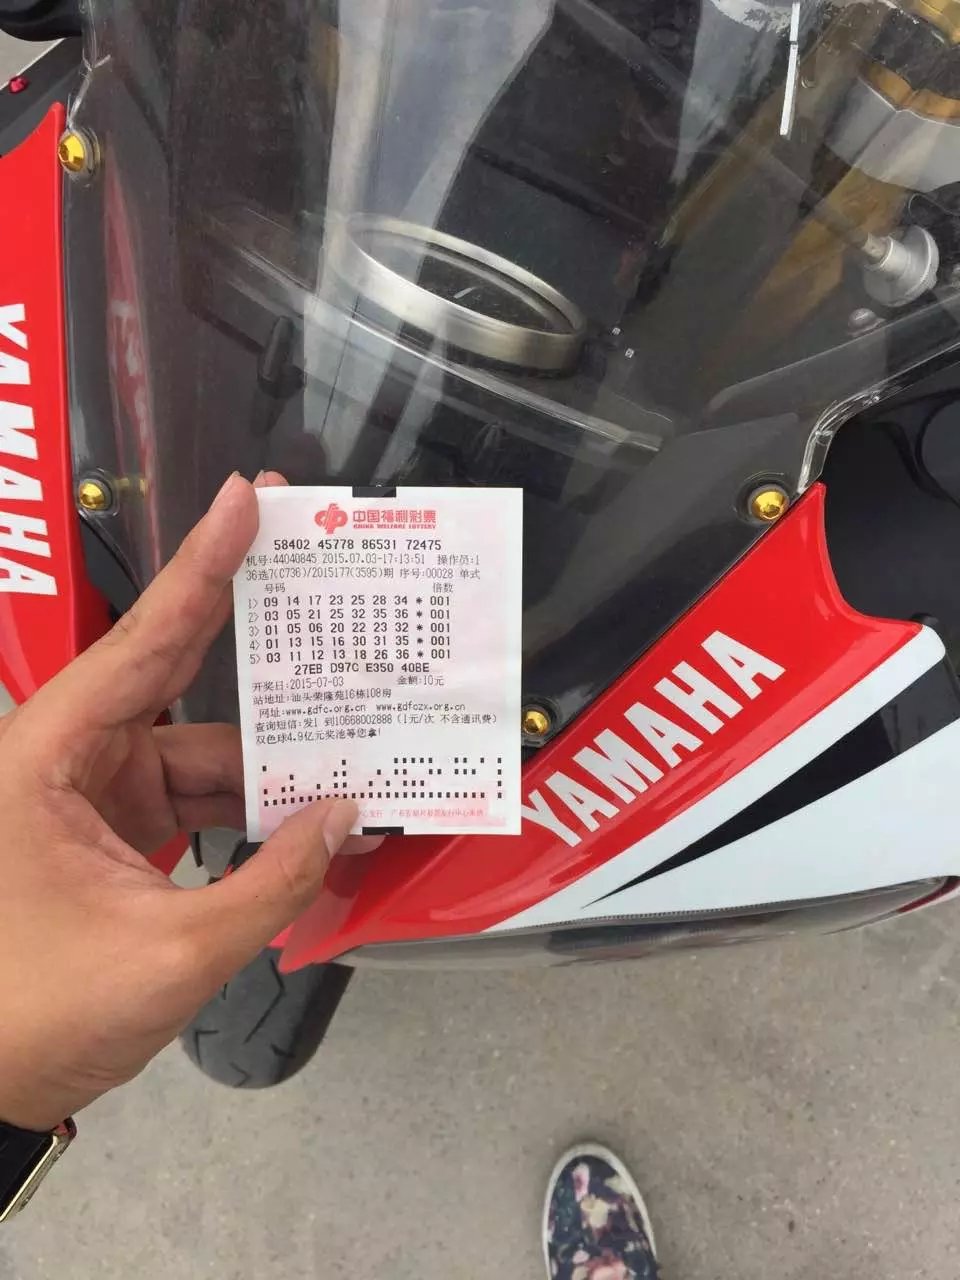 YAMAHA
中国福利彩票
CHINA WELFARE LOTTERY
58402 45778 86531 72475
机号:44040845 2015.07.03-17:13:51 操作员:1
36选7(C736)/2015177(3595)期 序号:00028 单式
号码 倍数
1> 09 14 17 23 25 28 34 * 001
2> 03 05 21 25 32 35 36 * 001
3> 01 05 06 20 22 23 32 * 001
4> 01 13 15 16 30 31 35 * 001
5> 03 11 12 13 18 26 36 * 001
27EB D97C E350 40BE
开奖日:2015-07-03 金额:10元
站地址:汕头荣隆苑16栋108房
网址:www.gdfc.org.cn www.gdfczx.org.cn
查询短信:发1 到10668002888 (1元/次 不含通讯费)
双色球4.9亿元奖池等您拿!
YAMAHA